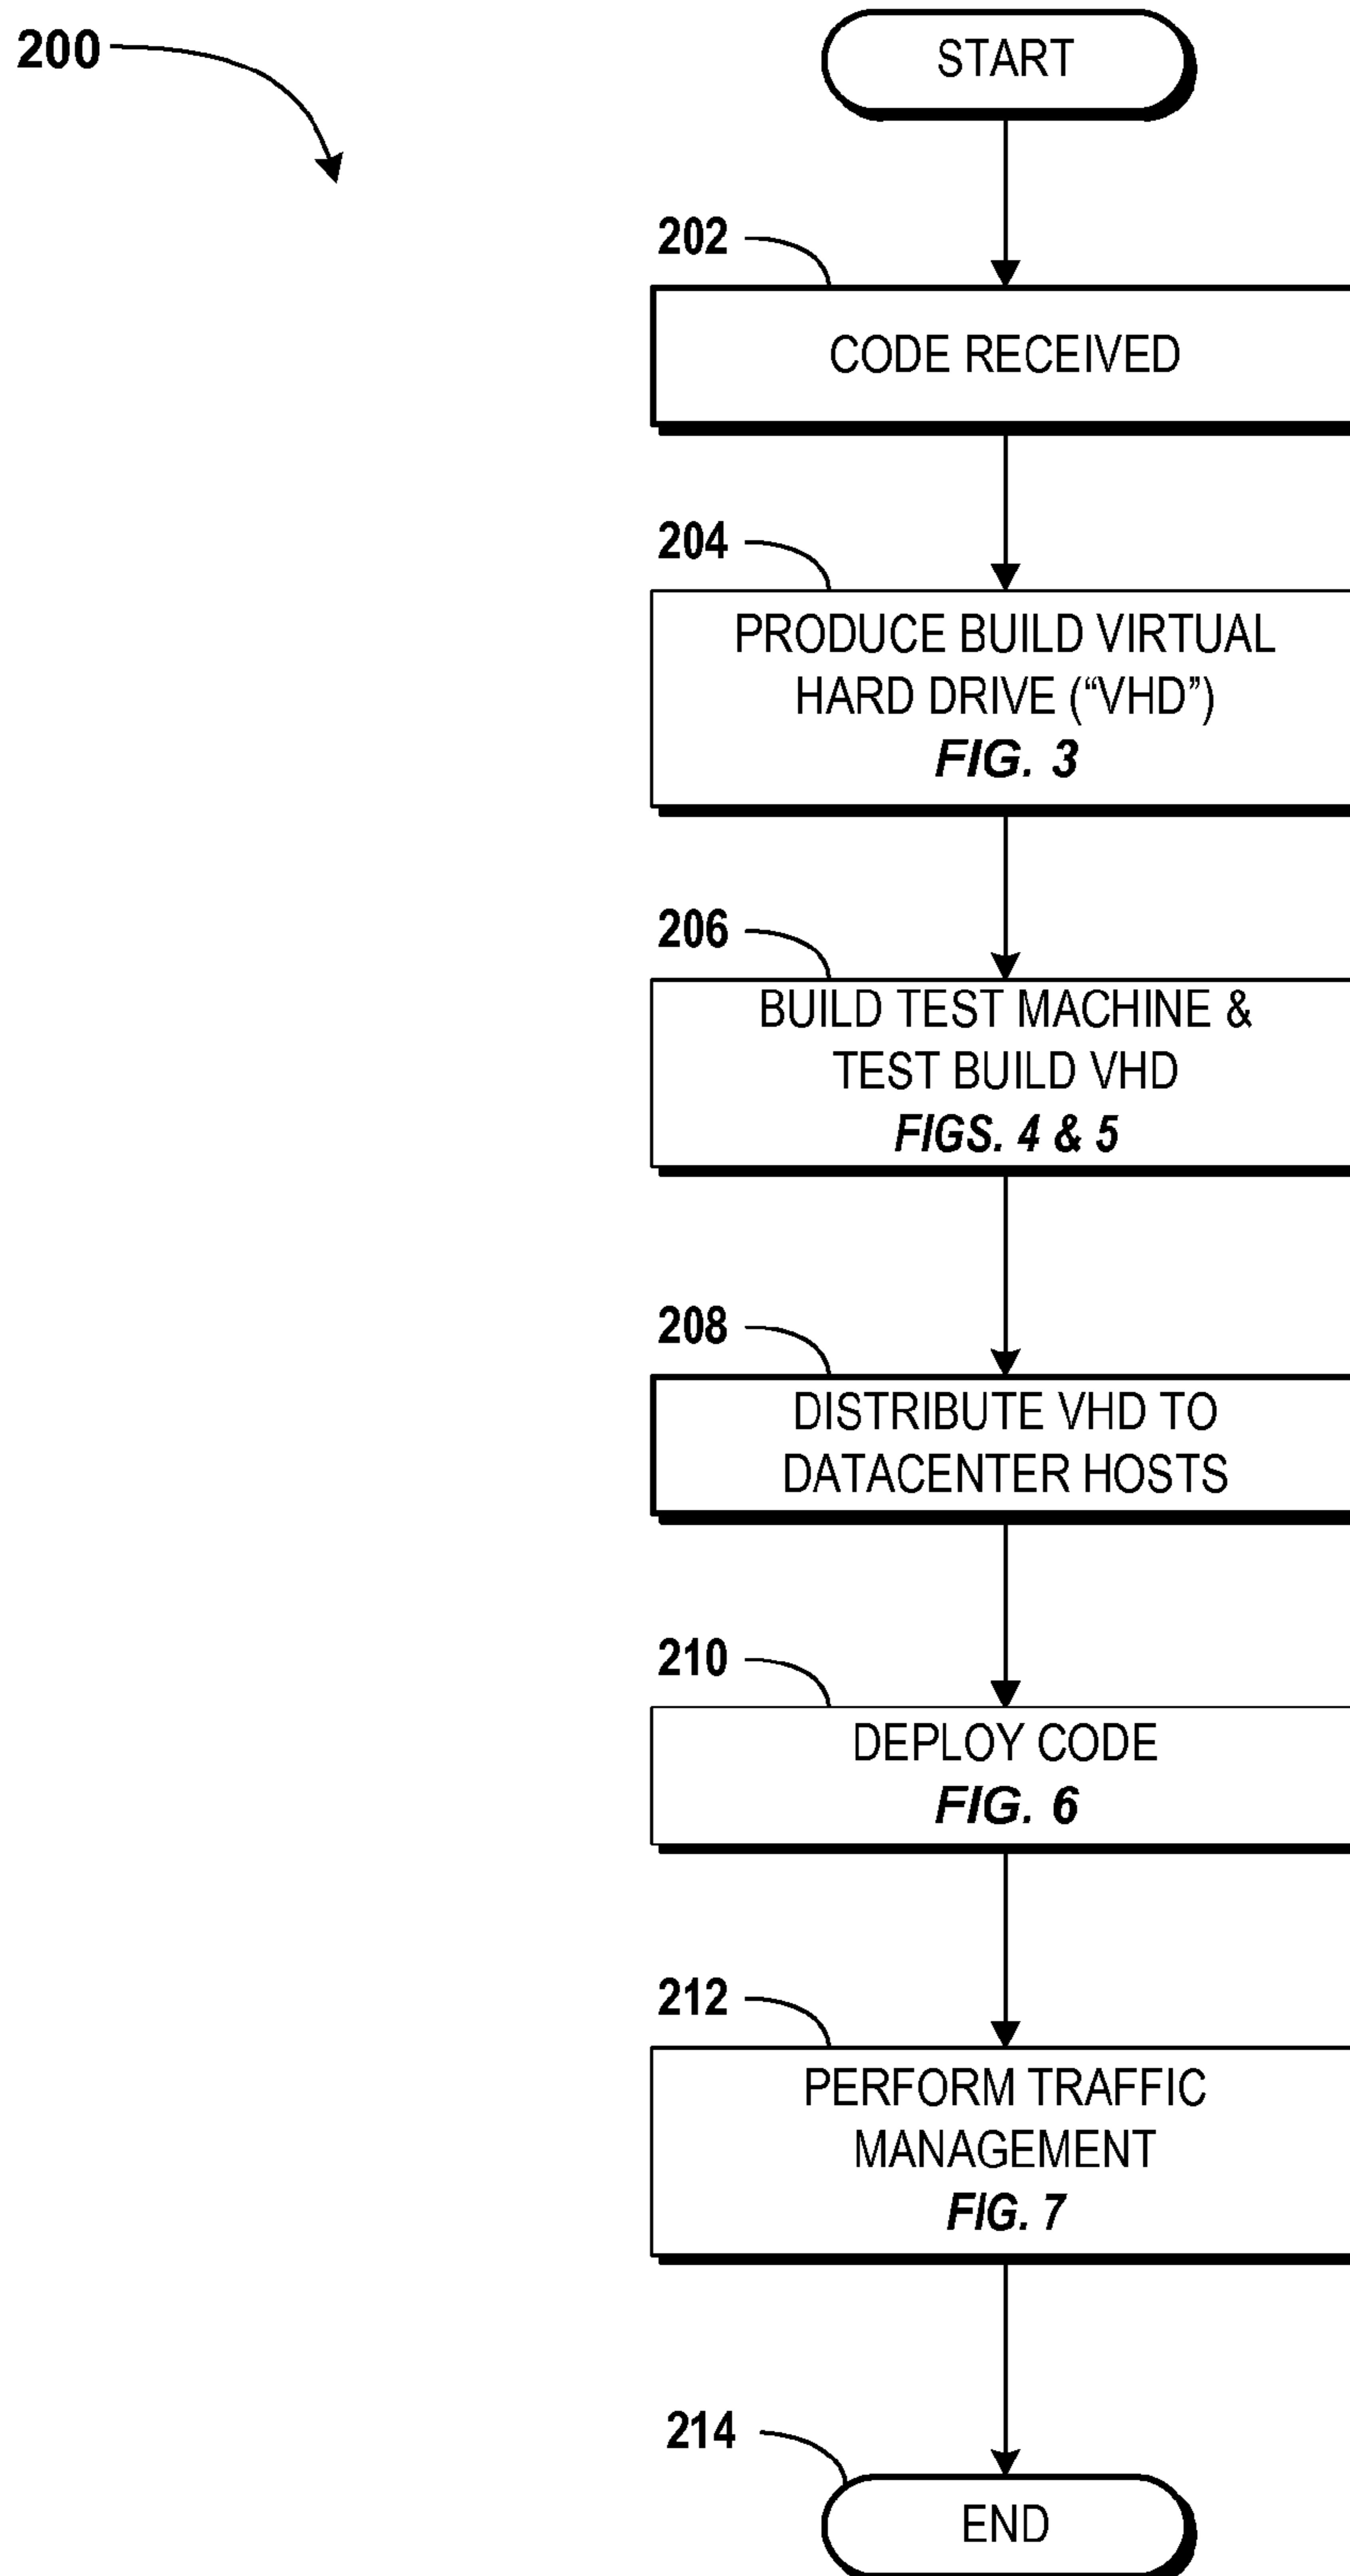 200
START
202
CODE RECEIVED
204
PRODUCE BUILD VIRTUAL
HARD DRIVE (“VHD”)
FIG. 3
206
BUILD TEST MACHINE &
TEST BUILD VHD
FIGS. 4 & 5
208
DISTRIBUTE VHD TO
DATACENTER HOSTS
210
DEPLOY CODE
FIG. 6
212
PERFORM TRAFFIC
MANAGEMENT
FIG. 7
214
END